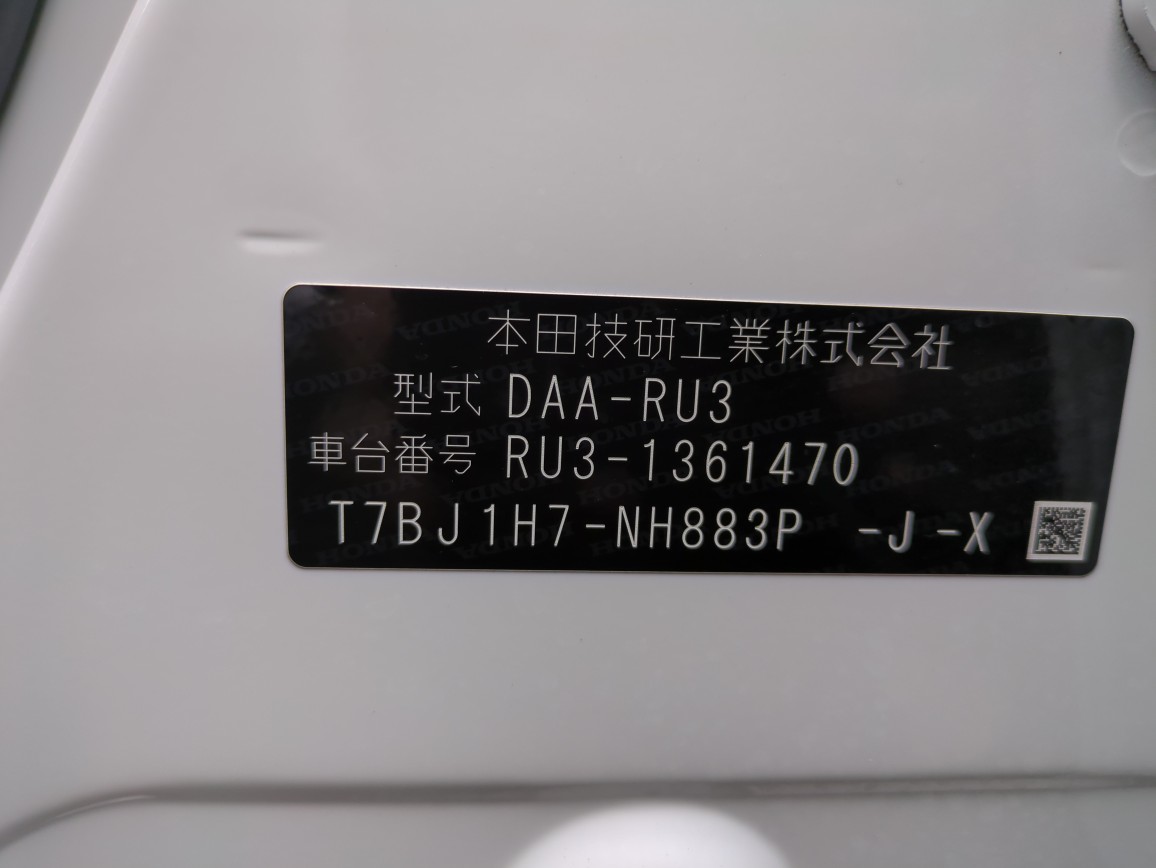 本田技研工業株式会社
型式 DAA-RU3
車台番号 RU3-1361470
T7BJ1H7-NH883P -J-X